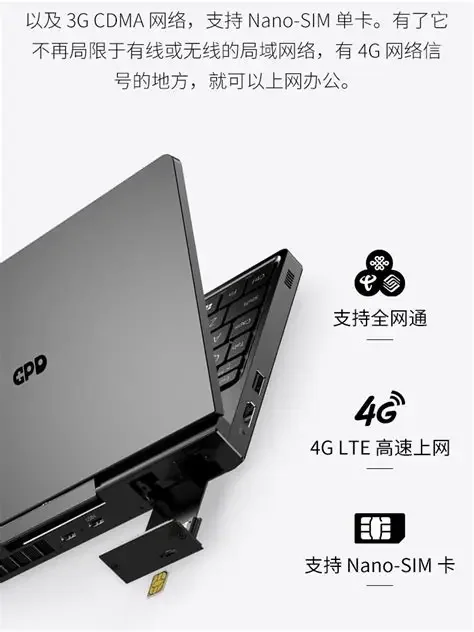 以及 3G CDMA 网络，支持 Nano-SIM 单卡。有了它
不再局限于有线或无线的局域网络，有 4G 网络信
号的地方，就可以上网办公。
GPD
支持全网通
4G
4G LTE 高速上网
支持 Nano-SIM 卡